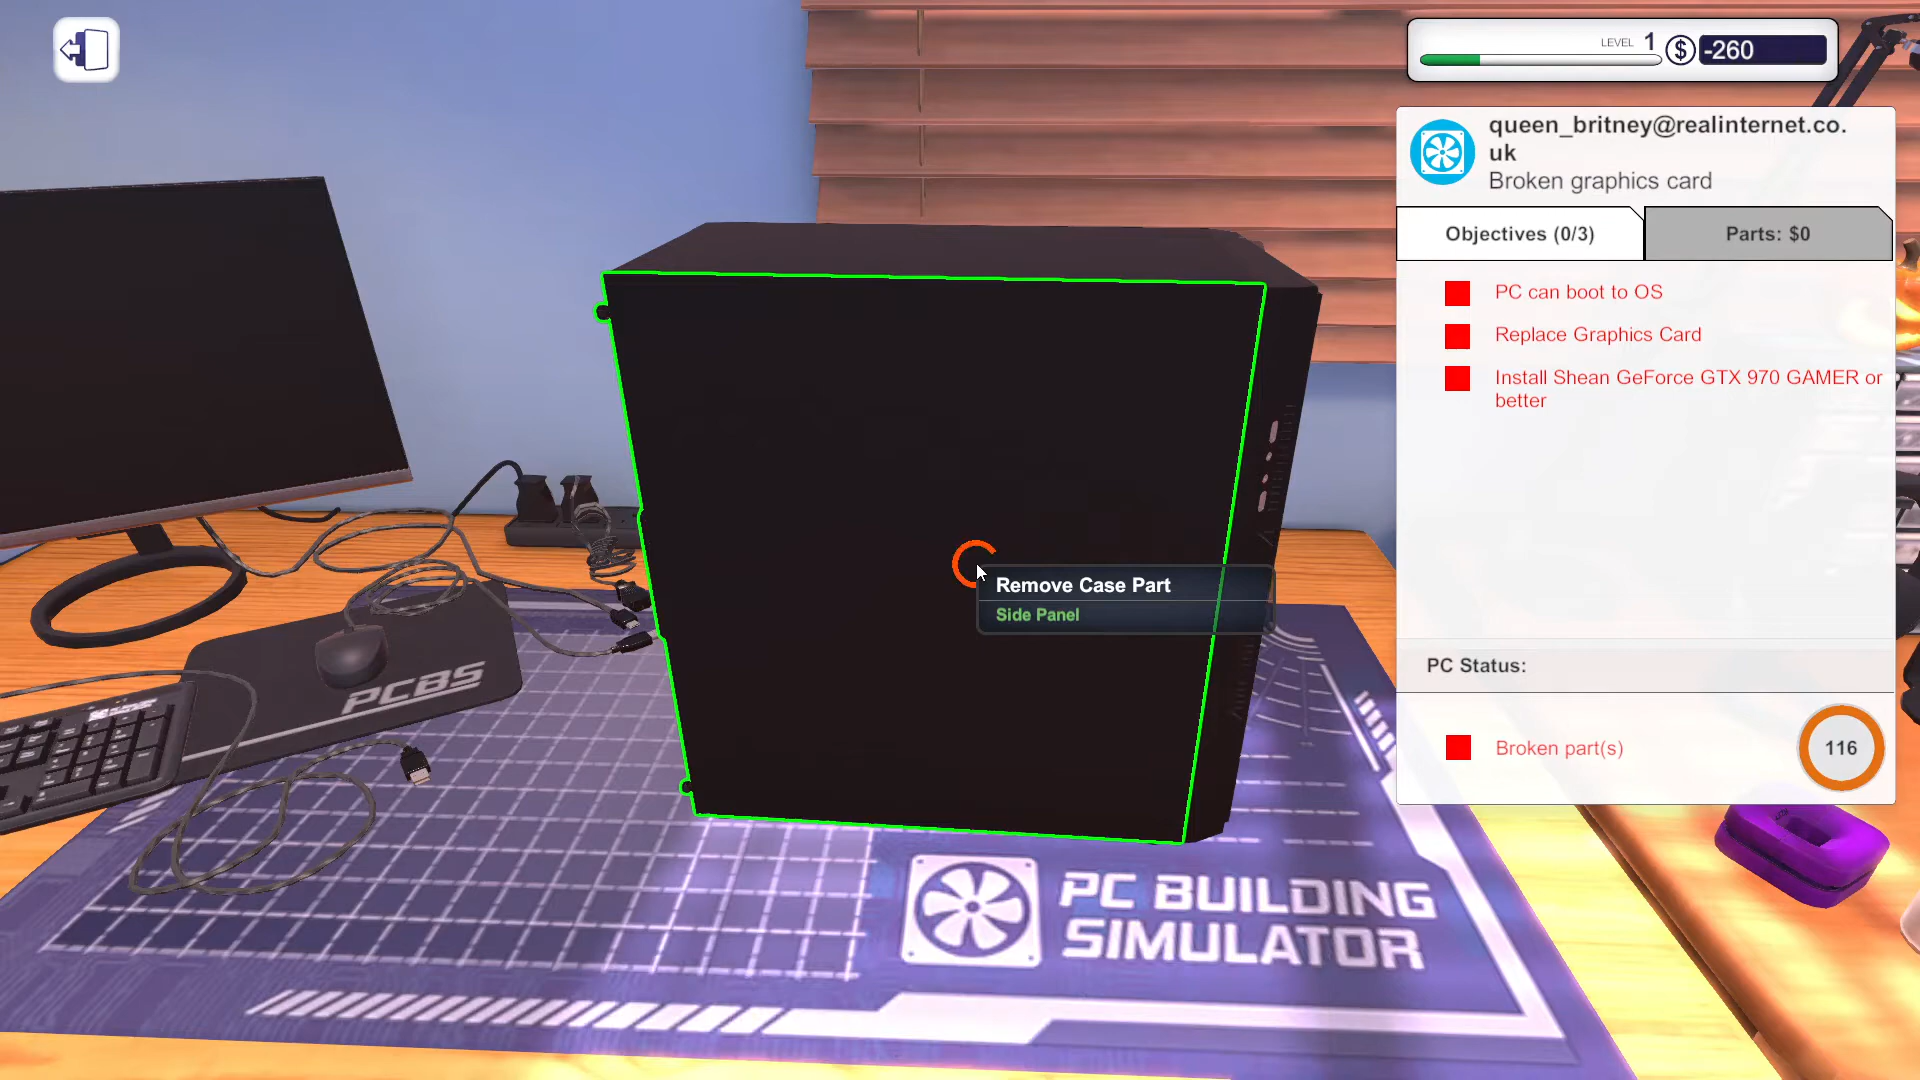 LEVEL 1 $ -260
queen_britney@realinternet.co.
uk
Broken graphics card
Objectives (0/3)
Parts: $0
PC can boot to OS
Replace Graphics Card
Install Shean GeForce GTX 970 GAMER or
better
Remove Case Part
Side Panel
PC Status:
Broken part(s)
116
PCBS
PC BUILDING
SIMULATOR